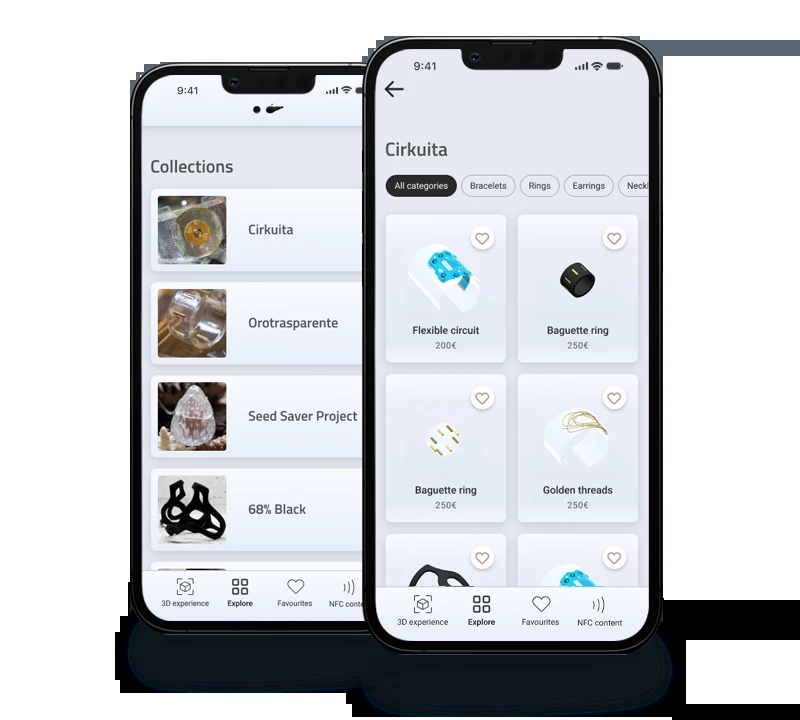 9:41
Collections
Cirkuita
Orotrasparente
Seed Saver Project
68% Black
3D experience
Explore
Favourites
NFC conte
9:41
Cirkuita
All categories
Bracelets
Rings
Earrings
Neckl
Flexible circuit
200€
Baguette ring
250€
Baguette ring
250€
Golden threads
250€
3D experience
Explore
Favourites
NFC content